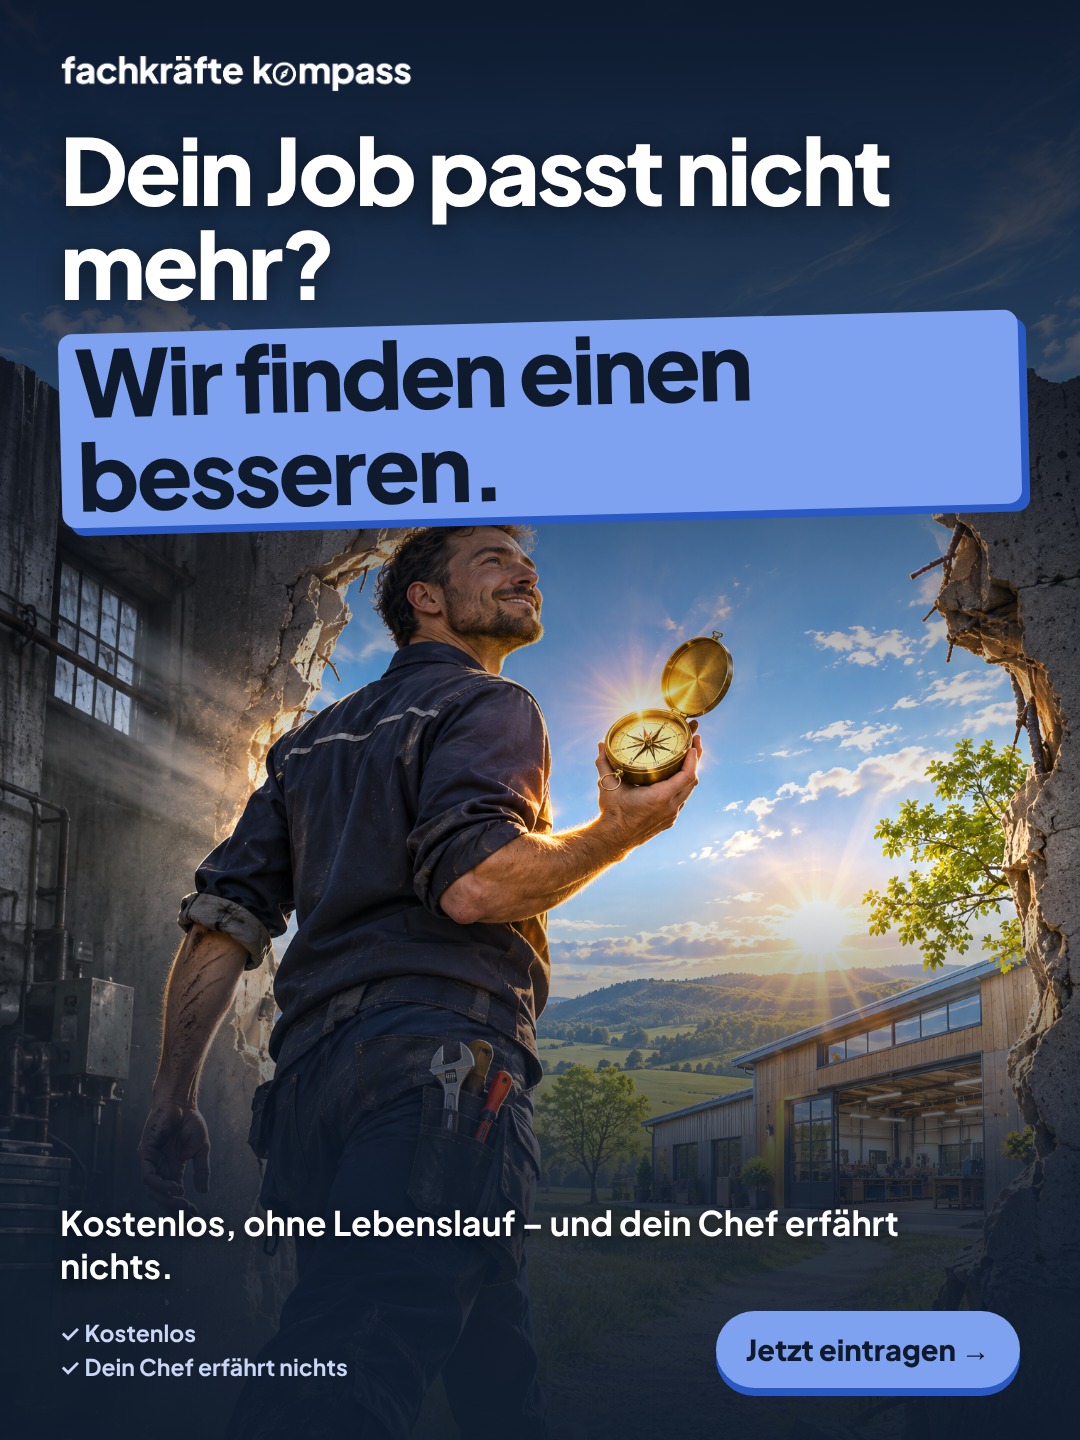 fachkräfte kompass
Dein Job passt nicht
mehr?
Wir finden einen
besseren.
Kostenlos, ohne Lebenslauf – und dein Chef erfährt
nichts.
✓ Kostenlos
✓ Dein Chef erfährt nichts
Jetzt eintragen →